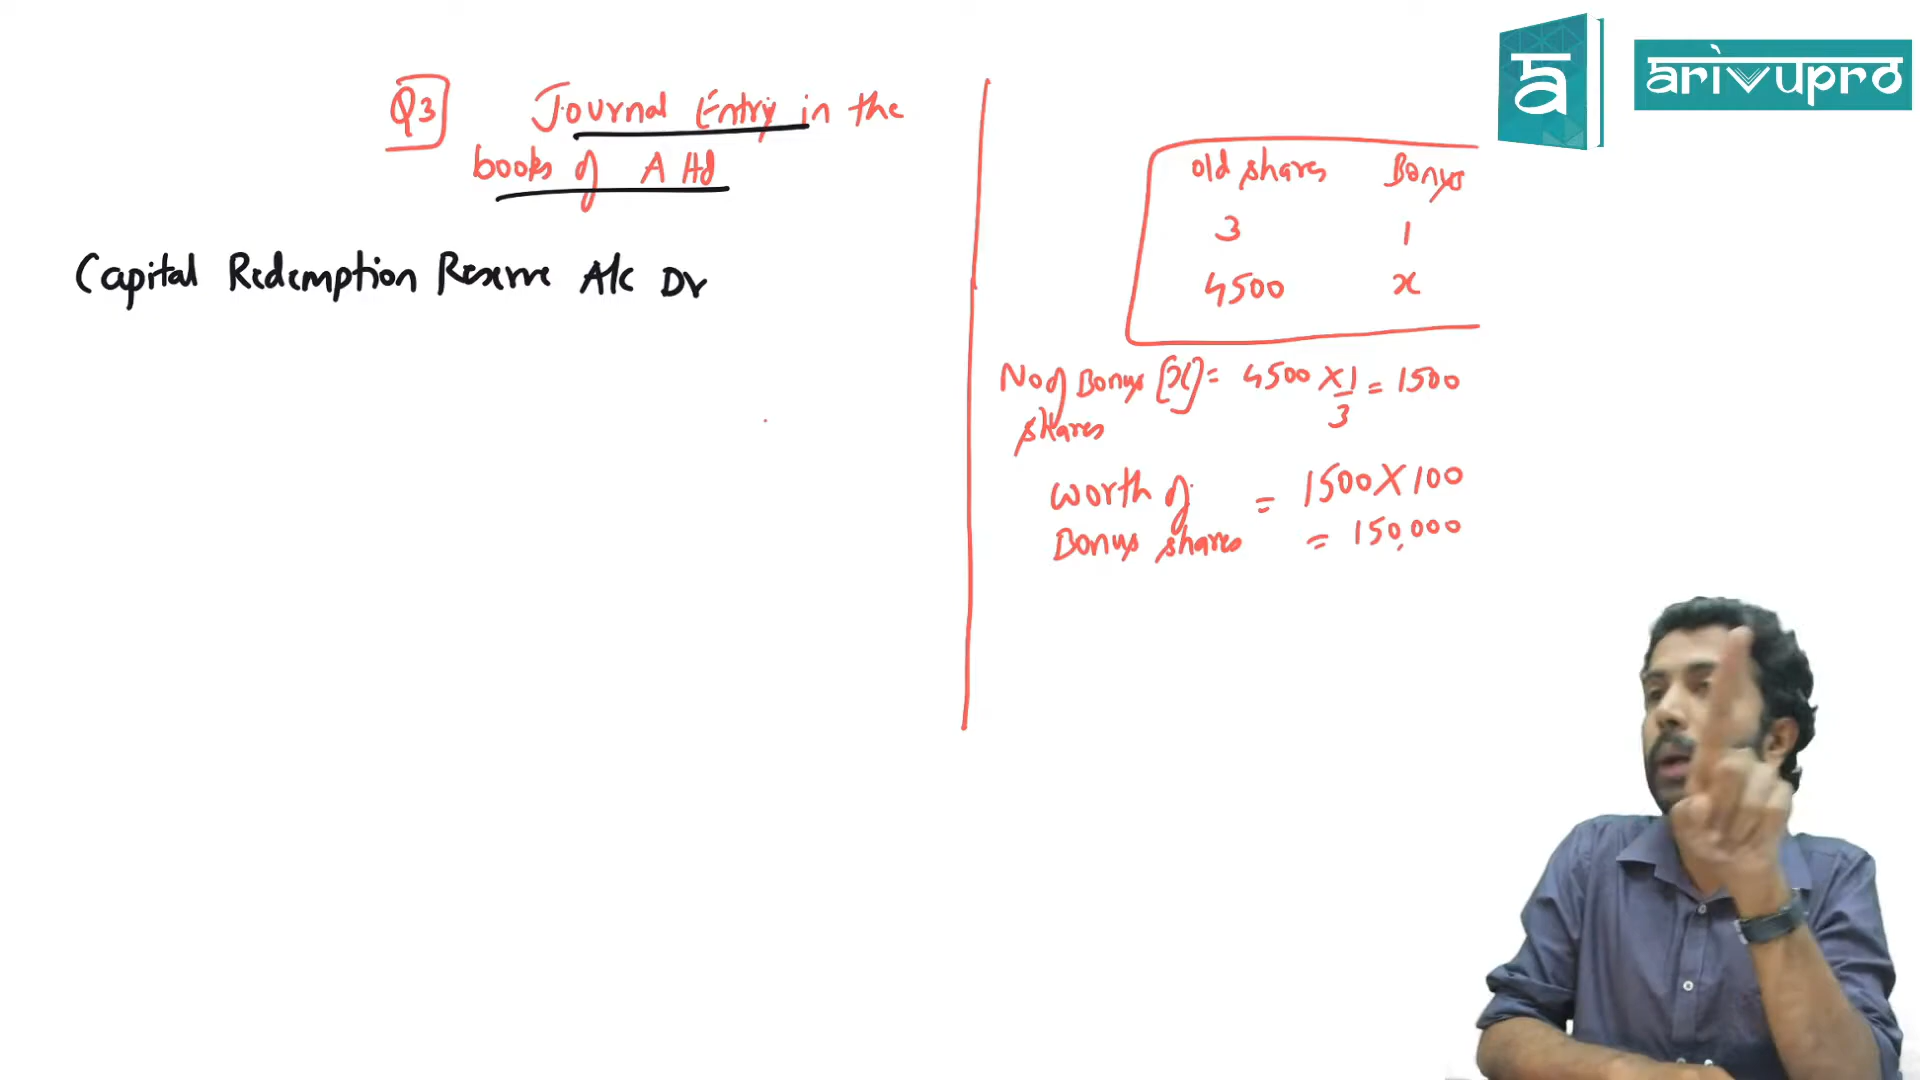 Q3 Journal Entry in the
books of A ltd
Capital Redemption Reserve A/c Dr
old shares Bonus
3 1
4500 x
No of Bonus [x] = 4500 × 1/3 = 1500
shares
worth of = 1500 × 100
Bonus shares = 150,000
a arivupro